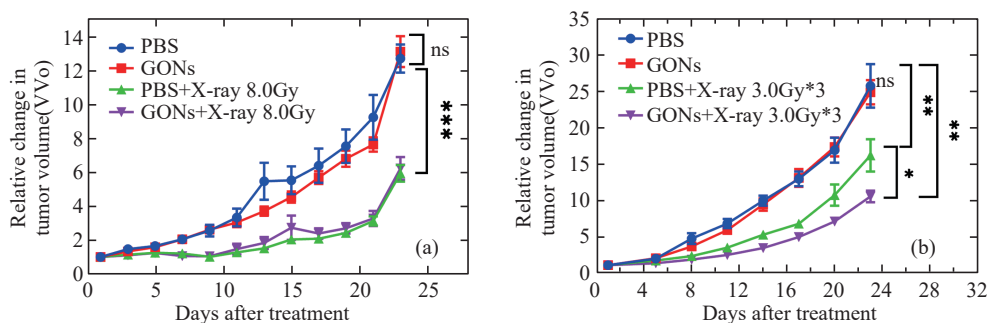 Relative change in
tumor volume(VVo)
14
12
10
8
6
4
2
0
PBS
GONs
PBS+X-ray 8.0Gy
GONs+X-ray 8.0Gy
ns
***
(a)
0
5
10
15
20
25
Days after treatment
Relative change in
tumor volume(VVo)
35
30
25
20
15
10
5
0
PBS
GONs
PBS+X-ray 3.0Gy*3
GONs+X-ray 3.0Gy*3
ns
**
**
*
(b)
0
4
8
12
16
20
24
28
32
Days after treatment